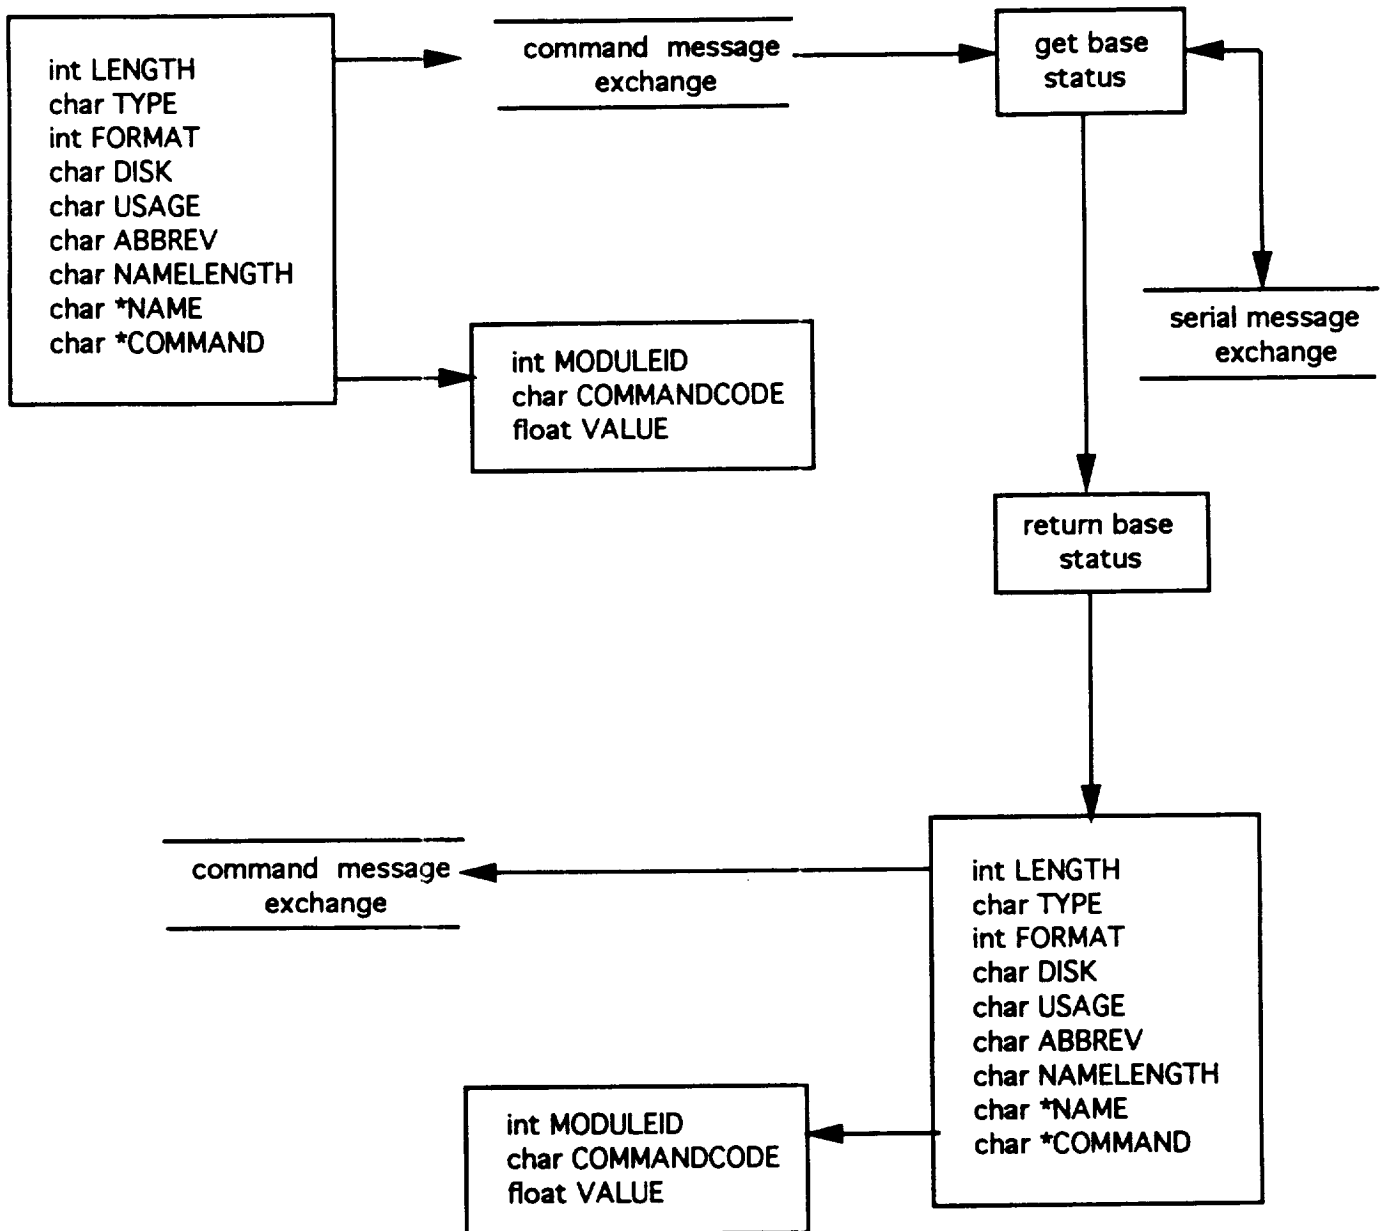 int LENGTH
char TYPE
int FORMAT
char DISK
char USAGE
char ABBREV
char NAMELENGTH
char *NAME
char *COMMAND
command message
exchange
get base
status
serial message
exchange
int MODULEID
char COMMANDCODE
float VALUE
return base
status
command message
exchange
int LENGTH
char TYPE
int FORMAT
char DISK
char USAGE
char ABBREV
char NAMELENGTH
char *NAME
char *COMMAND
int MODULEID
char COMMANDCODE
float VALUE